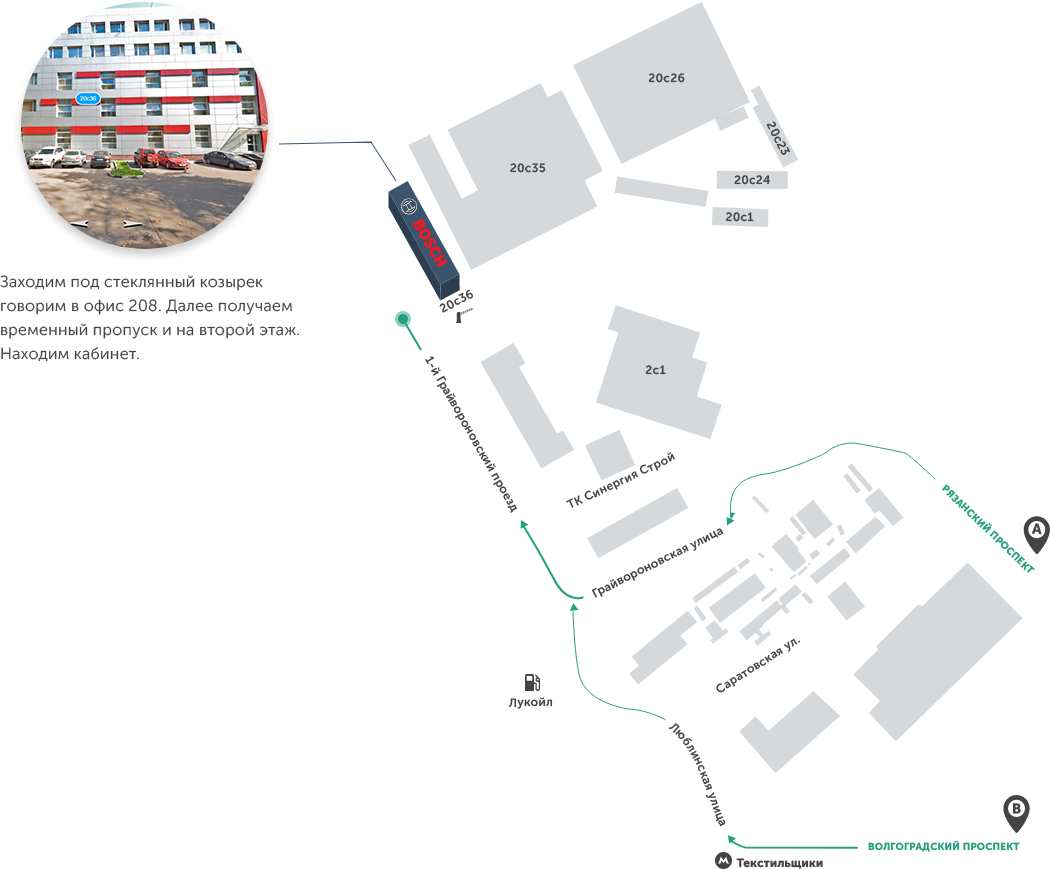 20с36
Заходим под стеклянный козырек
говорим в офис 208. Далее получаем
временный пропуск и на второй этаж.
Находим кабинет.
20с26
20с23
20с35
20с24
20с1
BOSCH
20с36
2с1
1-й Грайвороновский проезд
ТК Синергия Строй
Грайвороновская улица
РЯЗАНСКИЙ ПРОСПЕКТ
A
Саратовская ул.
Лукойл
Люблинская улица
B
ВОЛГОГРАДСКИЙ ПРОСПЕКТ
М Текстильщики